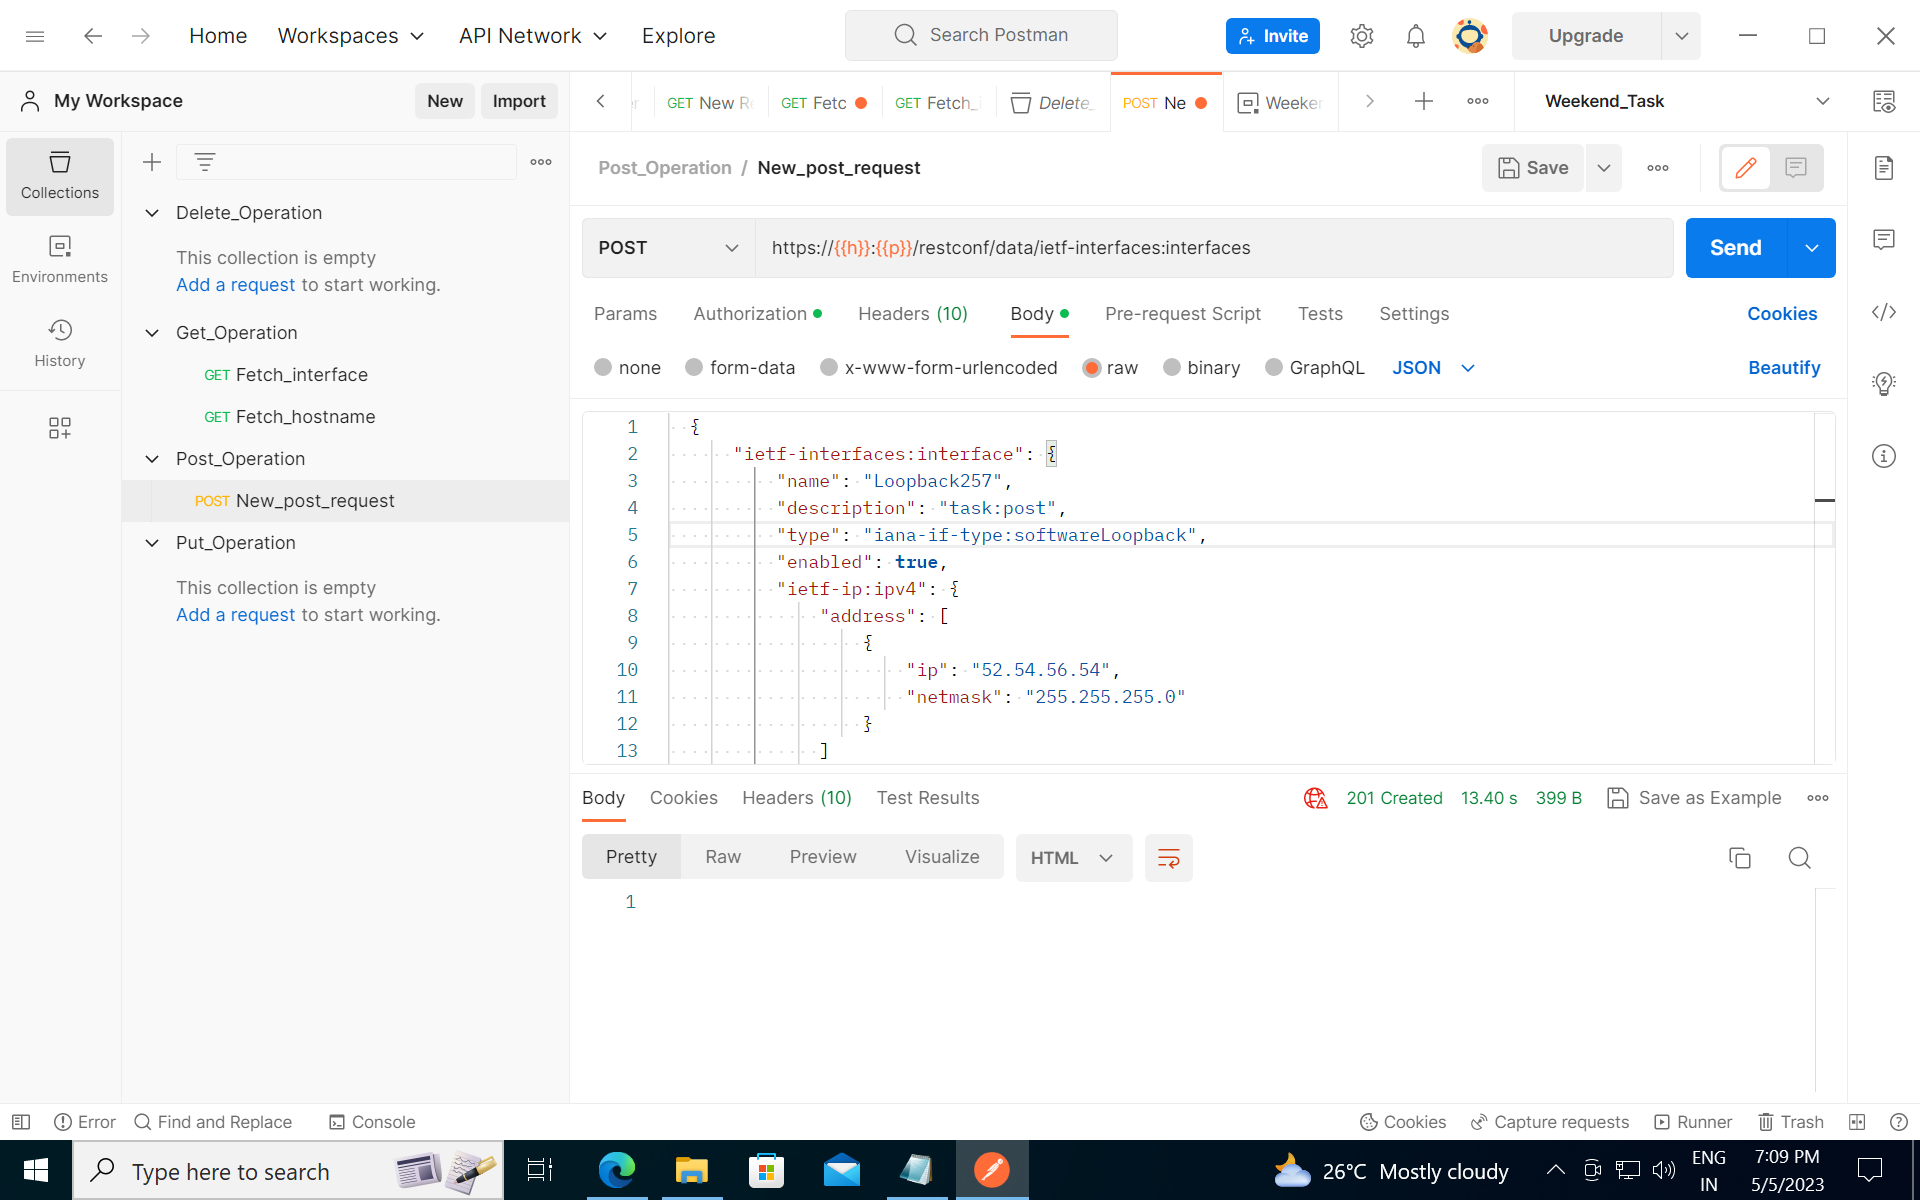 Home
Workspaces
API Network
Explore
Search Postman
Invite
Upgrade
My Workspace
New
Import
GET New Re
GET Fetc
GET Fetch_i
Delete_
POST Ne
Weeke
Weekend_Task
Collections
Environments
History
Delete_Operation
This collection is empty
Add a request to start working.
Get_Operation
GET Fetch_interface
GET Fetch_hostname
Post_Operation
POST New_post_request
Put_Operation
This collection is empty
Add a request to start working.
Post_Operation / New_post_request
Save
POST
https://{{h}}:{{p}}/restconf/data/ietf-interfaces:interfaces
Send
Params
Authorization
Headers (10)
Body
Pre-request Script
Tests
Settings
Cookies
none
form-data
x-www-form-urlencoded
raw
binary
GraphQL
JSON
Beautify
1 {
2 "ietf-interfaces:interface": {
3 "name": "Loopback257",
4 "description": "task:post",
5 "type": "iana-if-type:softwareLoopback",
6 "enabled": true,
7 "ietf-ip:ipv4": {
8 "address": [
9 {
10 "ip": "52.54.56.54",
11 "netmask": "255.255.255.0"
12 }
13 ]
Body
Cookies
Headers (10)
Test Results
201 Created
13.40 s
399 B
Save as Example
Pretty
Raw
Preview
Visualize
HTML
1
Error
Find and Replace
Console
Cookies
Capture requests
Runner
Trash
Type here to search
26°C Mostly cloudy
ENG
IN
7:09 PM
5/5/2023